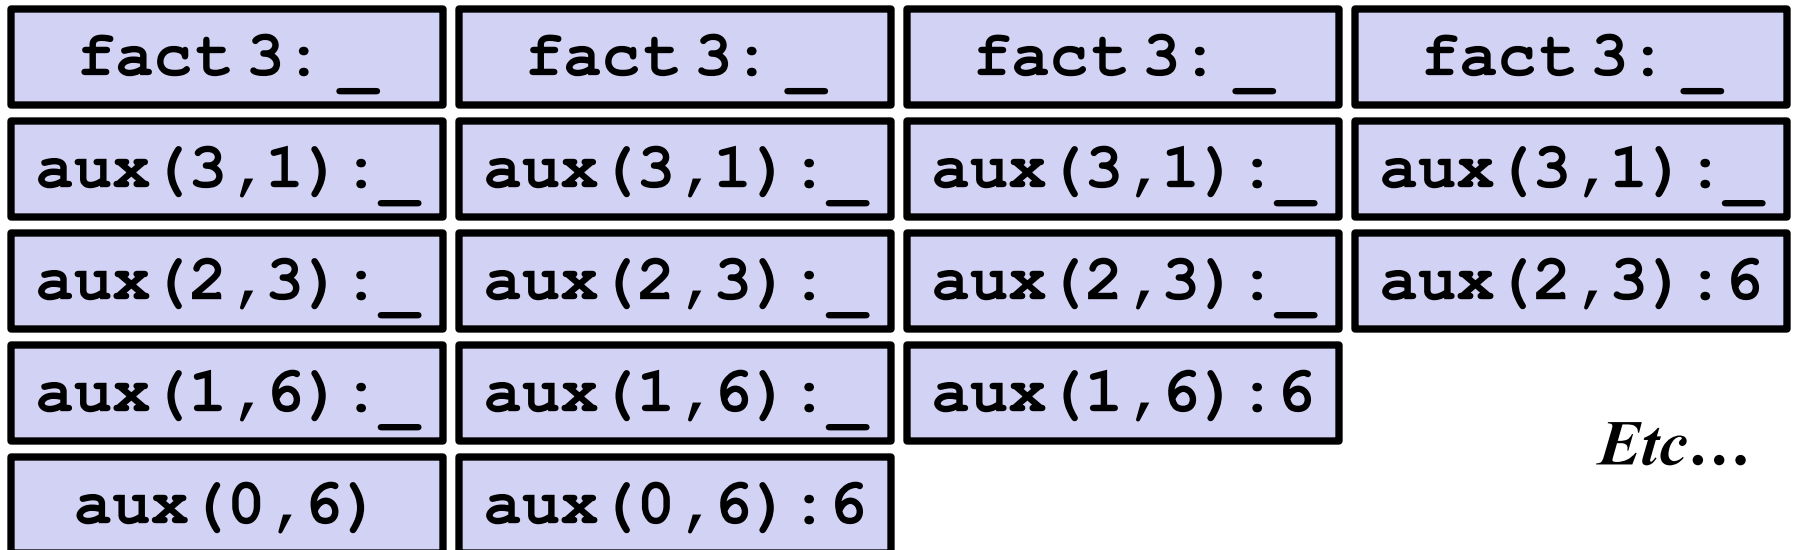 fact 3:_ fact 3:_ fact 3:_ fact 3:_
aux(3,1):_ aux(3,1):_ aux(3,1):_ aux(3,1):_
aux(2,3):_ aux(2,3):_ aux(2,3):_ aux(2,3):6
aux(1,6):_ aux(1,6):_ aux(1,6):6
Etc...
aux(0,6) aux(0,6):6